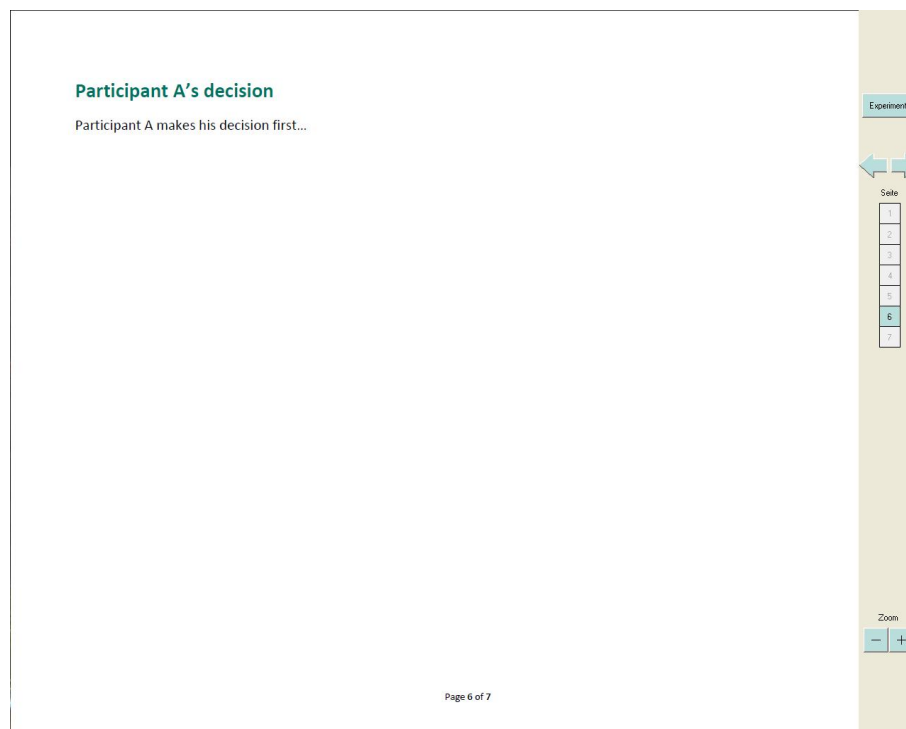 Participant A’s decision
Participant A makes his decision first...
Experiment
Seite
1
2
3
4
5
6
7
Zoom
− +
Page 6 of 7